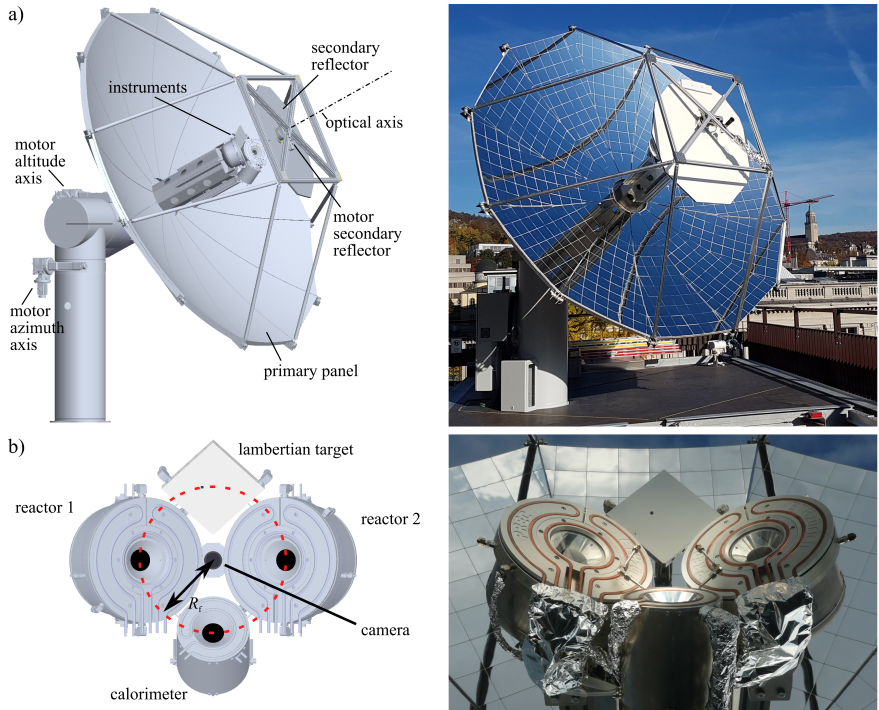 a)
secondary
reflector
instruments
optical axis
motor
altitude
axis
motor
secondary
reflector
motor
azimuth
axis
primary panel
b)
lambertian target
reactor 1
reactor 2
Rf
camera
calorimeter